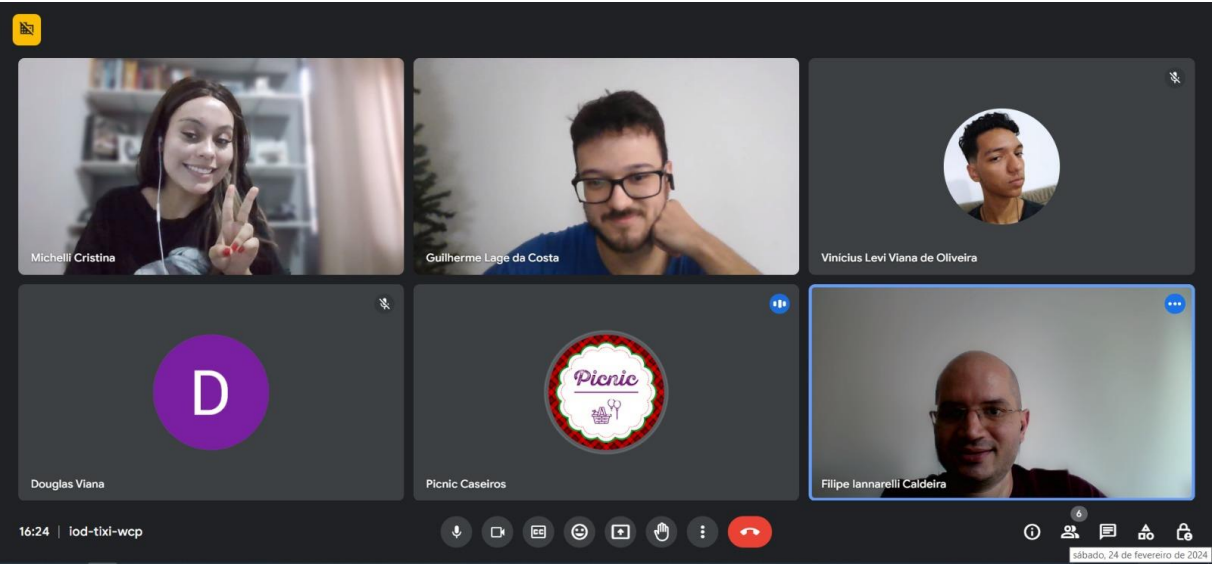 Michelli Cristina
Guilherme Lage da Costa
Vinícius Levi Viana de Oliveira
D
Douglas Viana
Picnic
Picnic Caseiros
Filipe Iannarelli Caldeira
16:24 | iod-tixi-wcp
CC
6
sábado, 24 de fevereiro de 2024